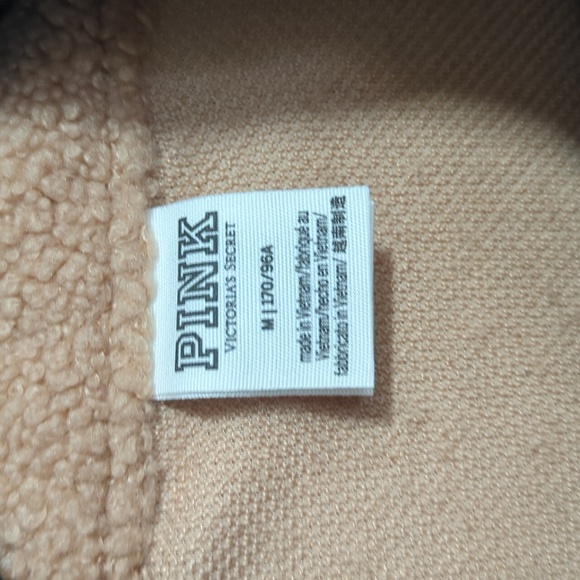 PINK
VICTORIA'S SECRET
M | 170/96A
made in Vietnam/fabriqué au
Vietnam/hecho en Vietnam/
fabbricato in Vietnam/ 越南制造